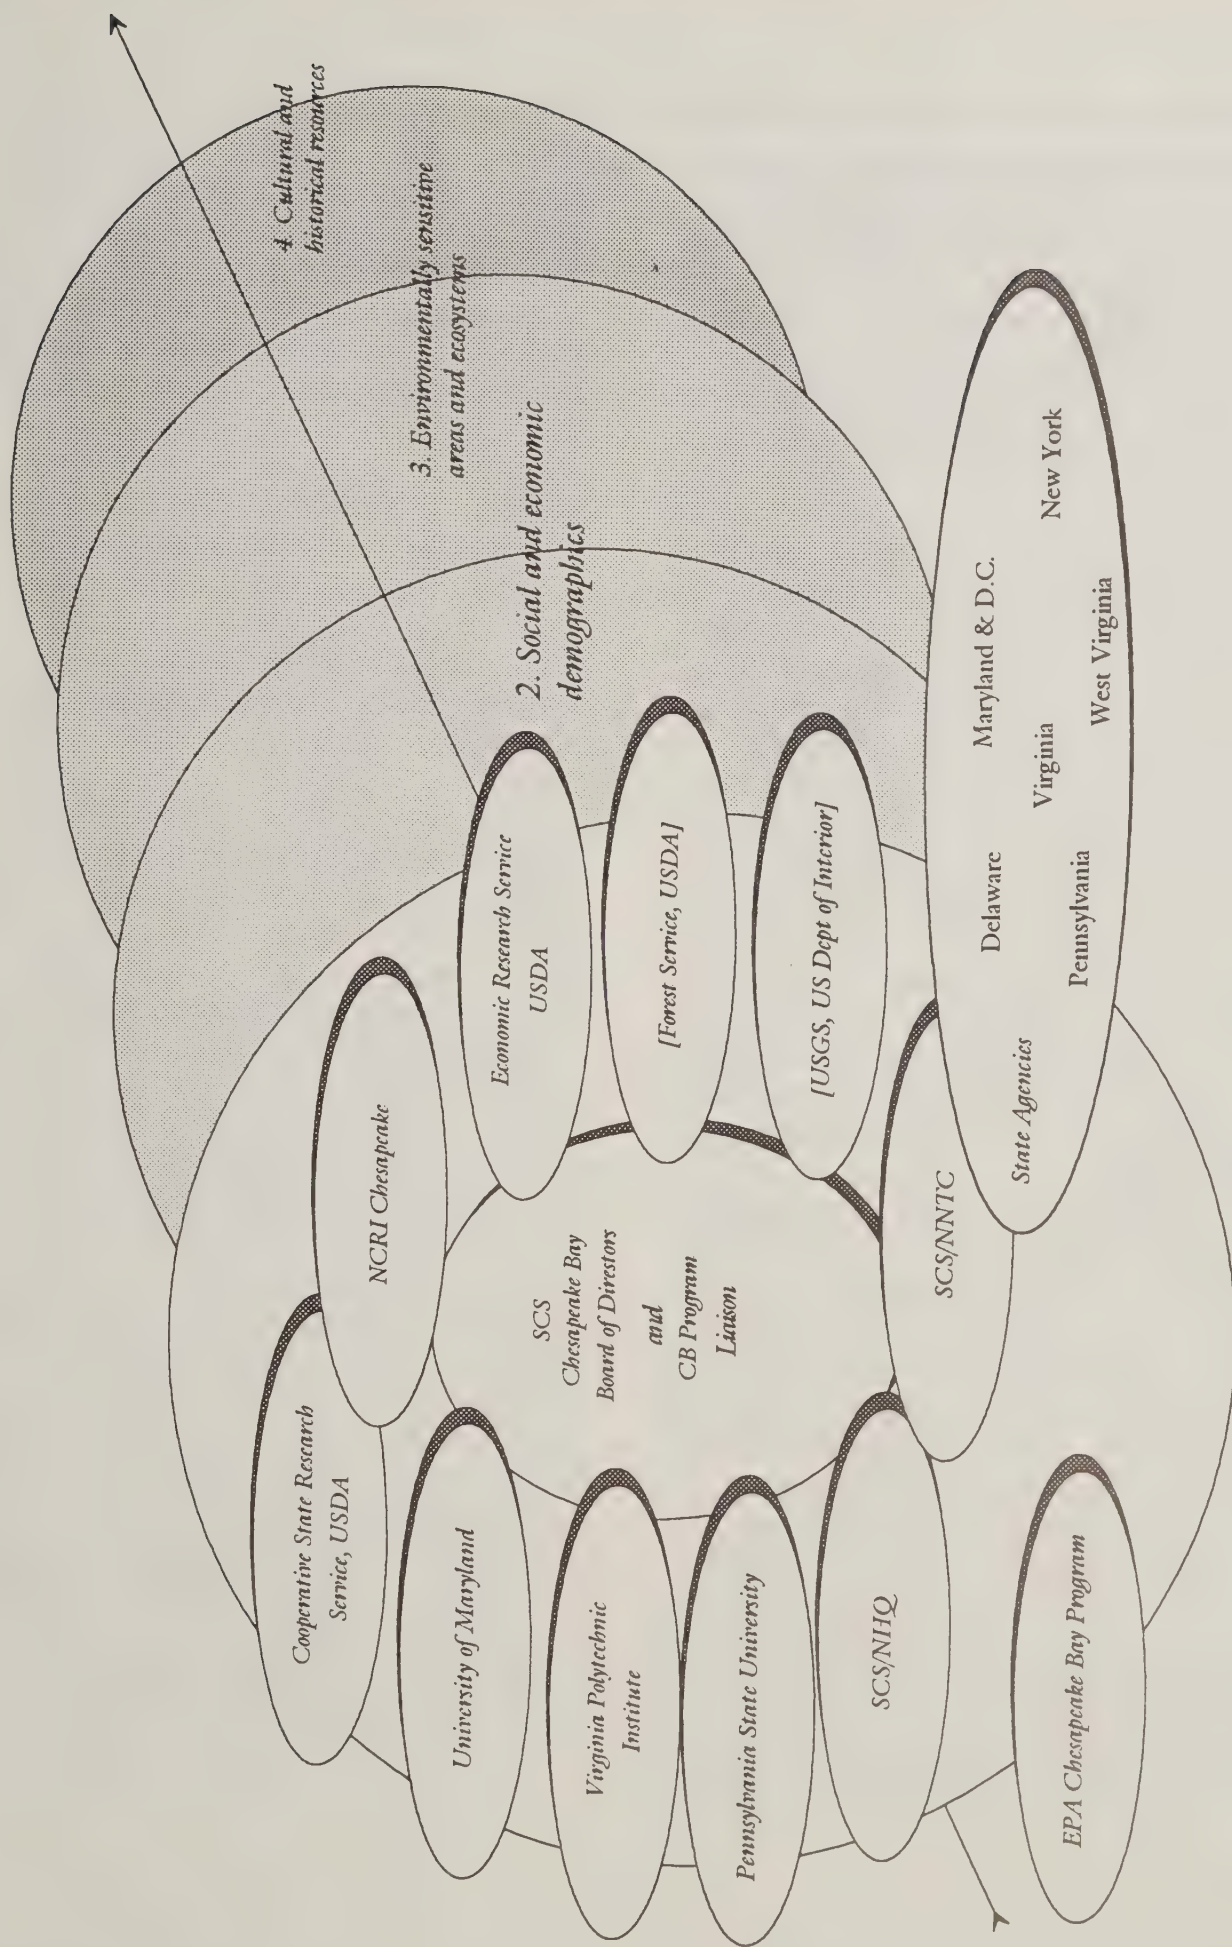 4. Cultural and
historical resources
3. Environmentally sensitive
areas and ecosystems
2. Social and economic
demographics
Cooperative State Research
Service, USDA
NCRI Chesapeake
Economic Research Service
USDA
University of Maryland
[Forest Service, USDA]
SCS
Chesapeake Bay
Board of Direstors
and
CB Program
Liaison
Virginia Polytechnic
Institute
Pennsylvania State University
[USGS, US Dept of Interior]
SCS/NHQ
SCS/NNTC
EPA Chesapeake Bay Program
State Agencies
Delaware
Maryland & D.C.
Virginia
New York
Pennsylvania
West Virginia